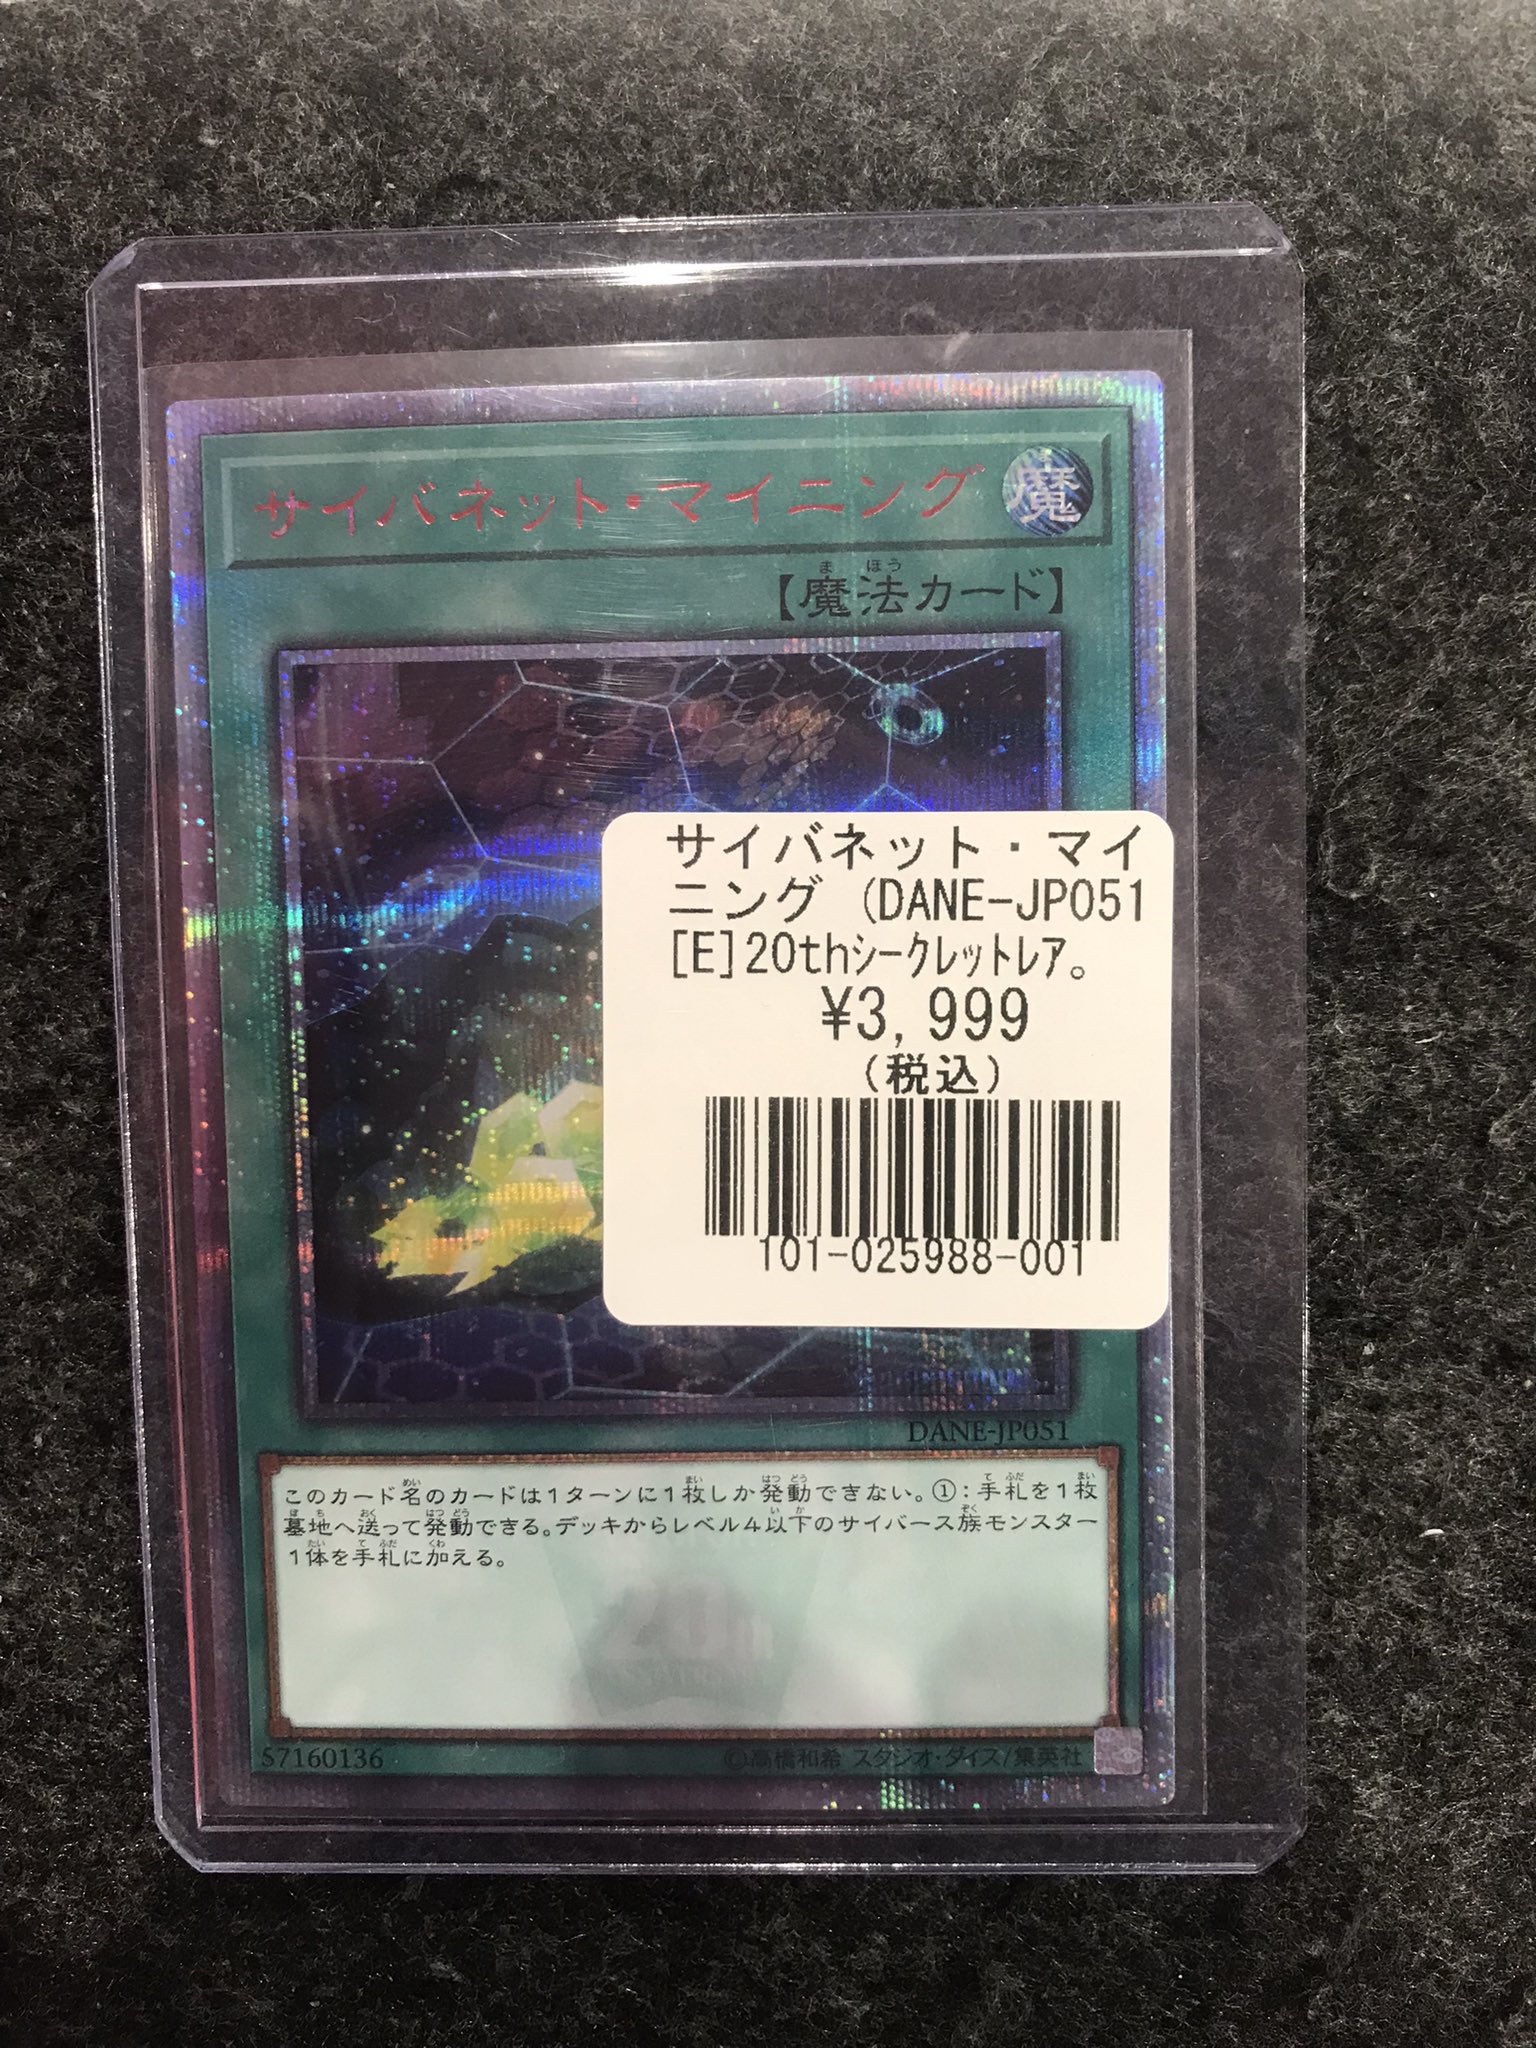 サイバネット・マイニング
魔
【魔法カード】
サイバネット・マイ
ニング (DANE-JP051
[E]20thｼｰｸﾚｯﾄﾚｱ。
¥3,999
(税込)
101-025988-001
DANE-JP051
このカード名のカードは1ターンに1枚しか発動できない。①:手札を1枚
墓地へ送って発動できる。デッキからレベル4以下のサイバース族モンスター
1体を手札に加える。
20th
57160136
©高橋和希 スタジオ・ダイス/集英社